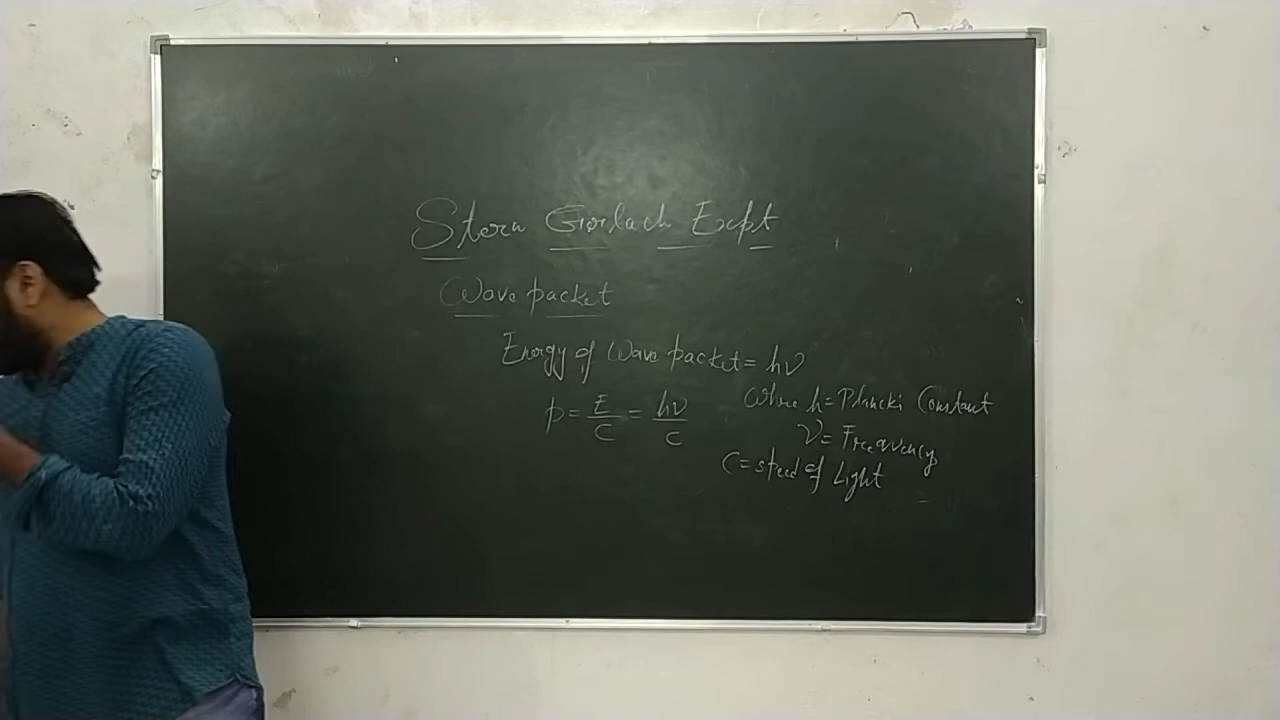 Stern Gerlach Expt
Wave packet
Energy of Wave packet = hν
p = E/C = hν/C
Where h = Planck's Constant
ν = Frequency
C = speed of Light